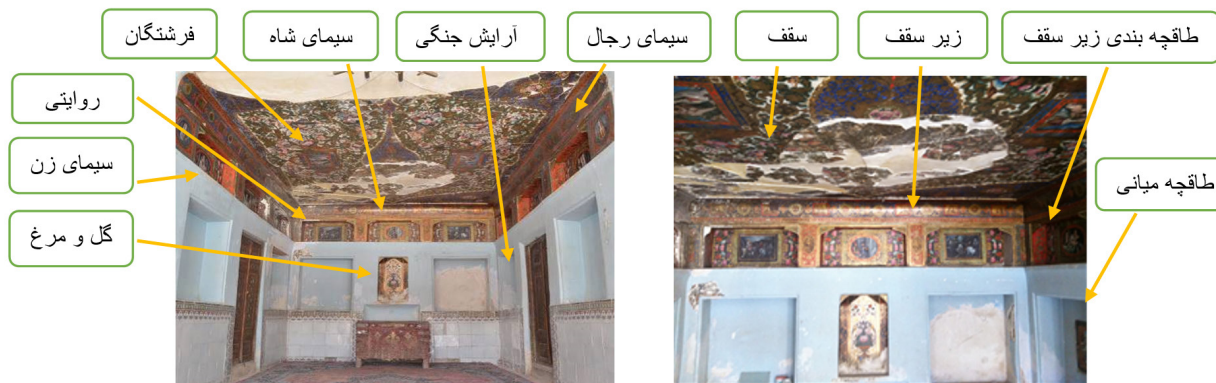 طاقچه بندی زیر سقف
زیر سقف
سقف
سیمای رجال
آرایش جنگی
سیمای شاه
فرشتگان
روایتی
سیمای زن
گل و مرغ
طاقچه میانی